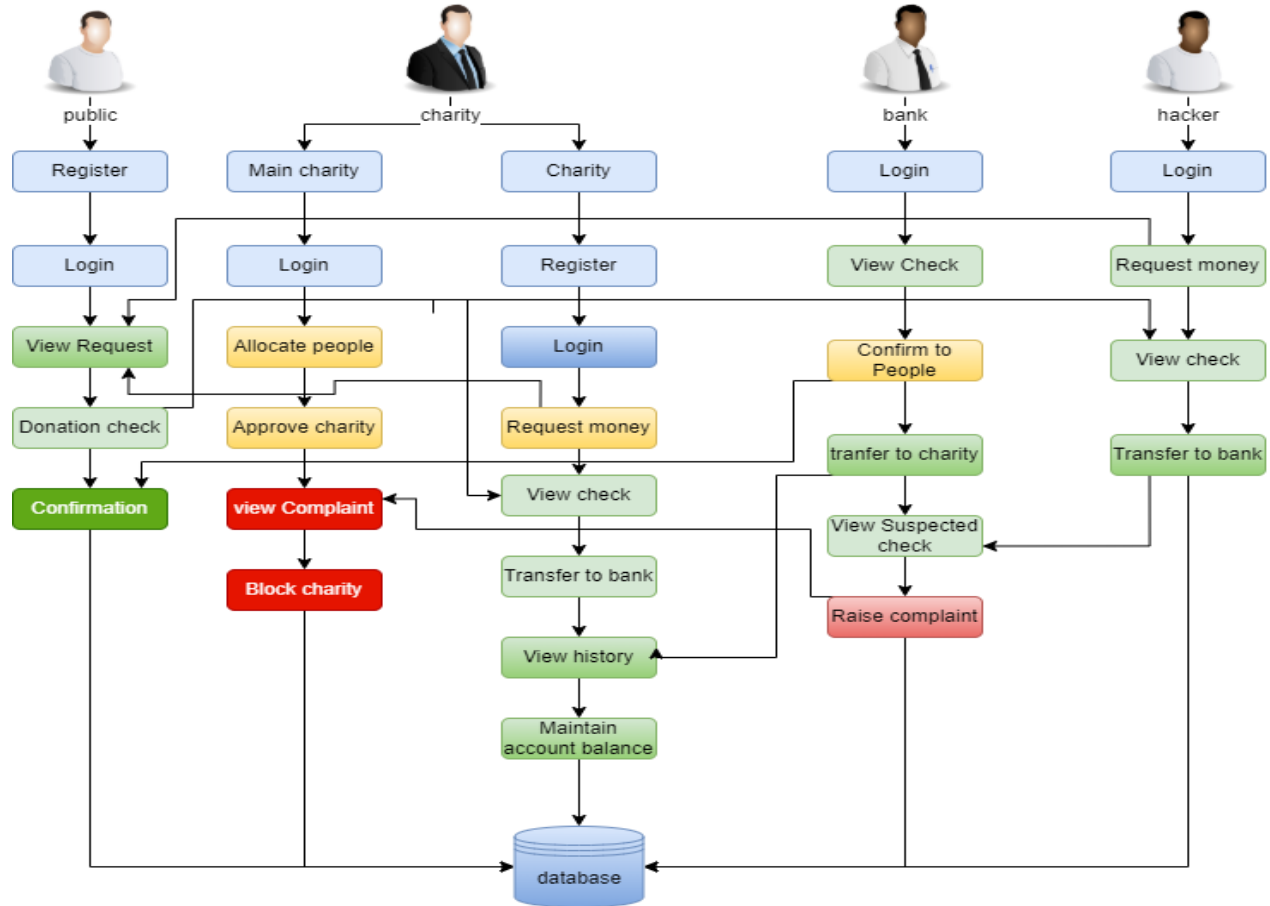 public
charity
bank
hacker
Register
Main charity
Charity
Login
Login
Login
Login
Register
View Check
Request money
View Request
Allocate people
Login
Confirm to
People
View check
Donation check
Approve charity
Request money
tranfer to charity
Transfer to bank
Confirmation
view Complaint
View check
View Suspected
check
Transfer to bank
Block charity
Raise complaint
View history
Maintain
account balance
database